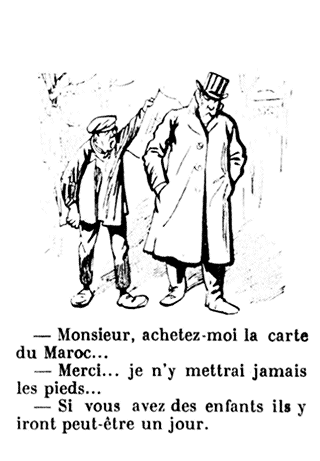 — Monsieur, achetez-moi la carte
du Maroc...
— Merci... je n'y mettrai jamais
les pieds...
— Si vous avez des enfants ils y
iront peut-être un jour.